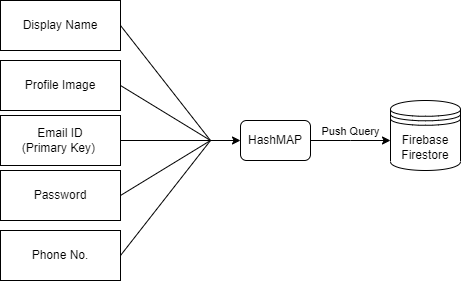 Display Name
Profile Image
Email ID
(Primary Key)
Password
Phone No.
HashMAP
Push Query
Firebase
Firestore